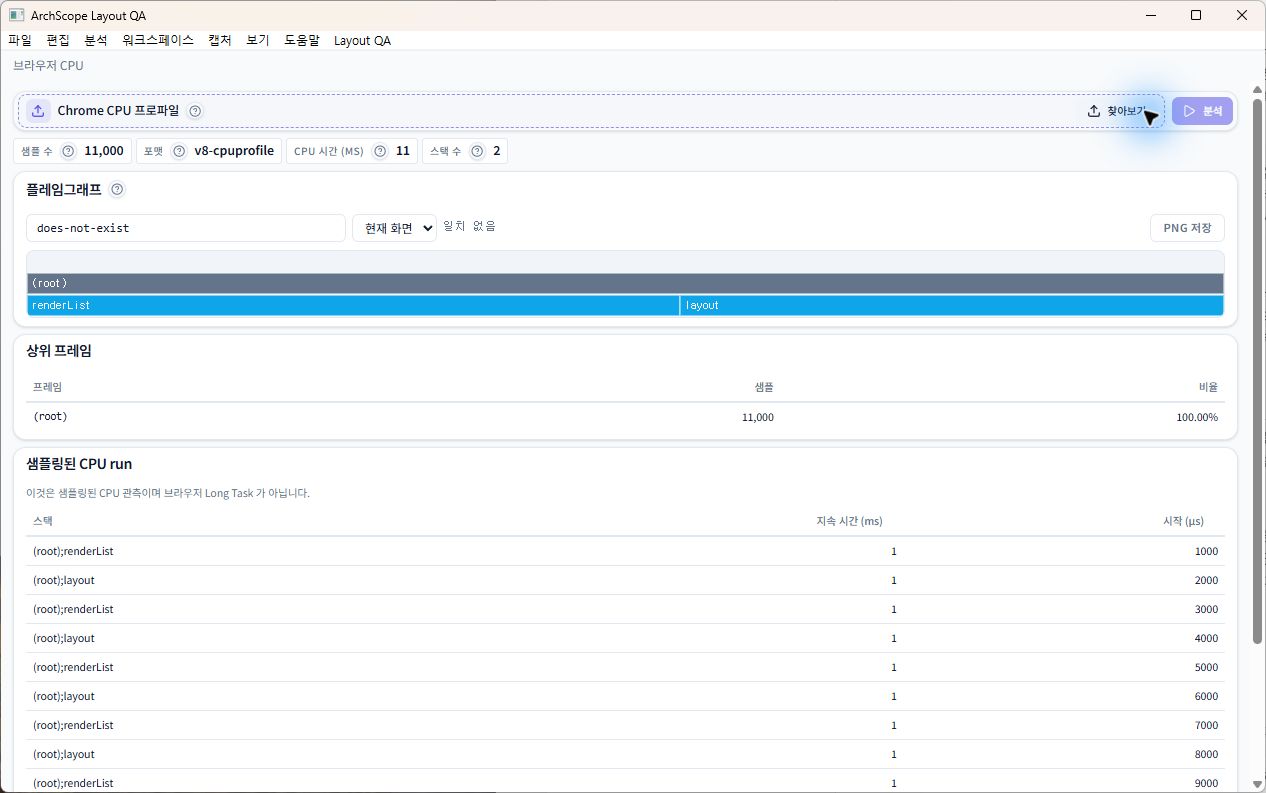 ArchScope Layout QA
파일 편집 분석 워크스페이스 캡처 보기 도움말 Layout QA
브라우저 CPU
Chrome CPU 프로파일 찾아보기 분석
샘플 수 11,000 포맷 v8-cpuprofile CPU 시간 (MS) 11 스택 수 2
플레임그래프
does-not-exist 현재 화면 일치 없음 PNG 저장
(root)
renderList layout
상위 프레임
프레임 샘플 비율
(root) 11,000 100.00%
샘플링된 CPU run
이것은 샘플링된 CPU 관측이며 브라우저 Long Task 가 아닙니다.
스택 지속 시간 (ms) 시작 (μs)
(root);renderList 1 1000
(root);layout 1 2000
(root);renderList 1 3000
(root);layout 1 4000
(root);renderList 1 5000
(root);layout 1 6000
(root);renderList 1 7000
(root);layout 1 8000
(root);renderList 1 9000